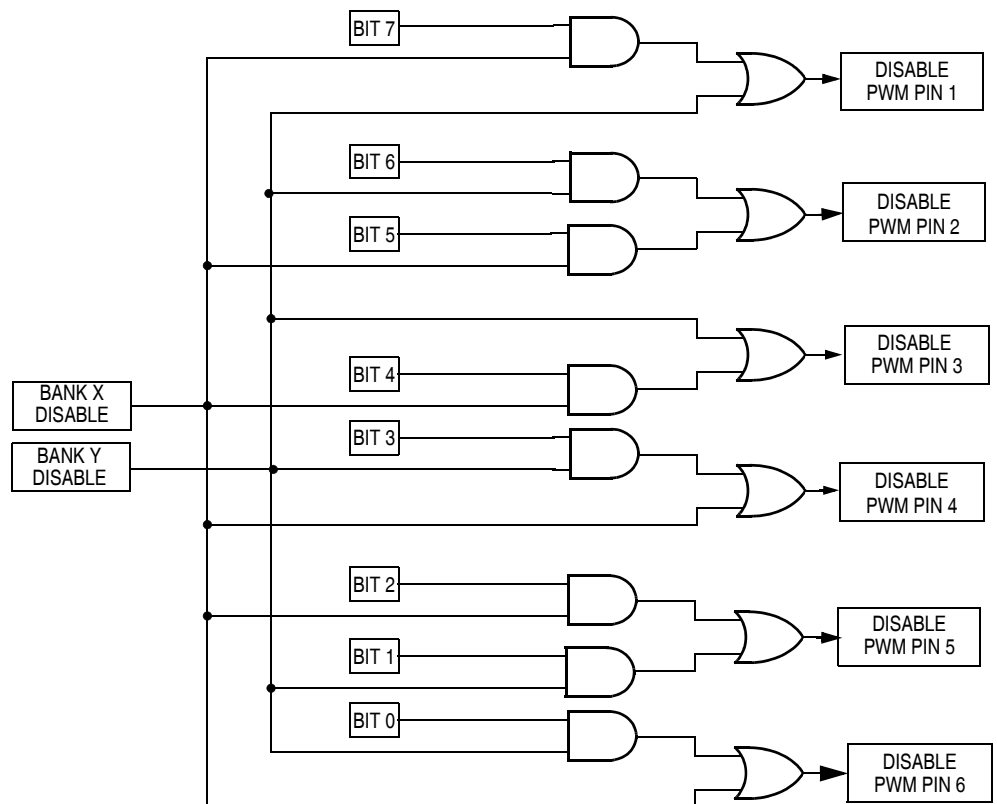 BIT 7
DISABLE
PWM PIN 1
BIT 6
DISABLE
PWM PIN 2
BIT 5
DISABLE
PWM PIN 3
BIT 4
BANK X
DISABLE
BIT 3
BANK Y
DISABLE
DISABLE
PWM PIN 4
BIT 2
DISABLE
PWM PIN 5
BIT 1
BIT 0
DISABLE
PWM PIN 6